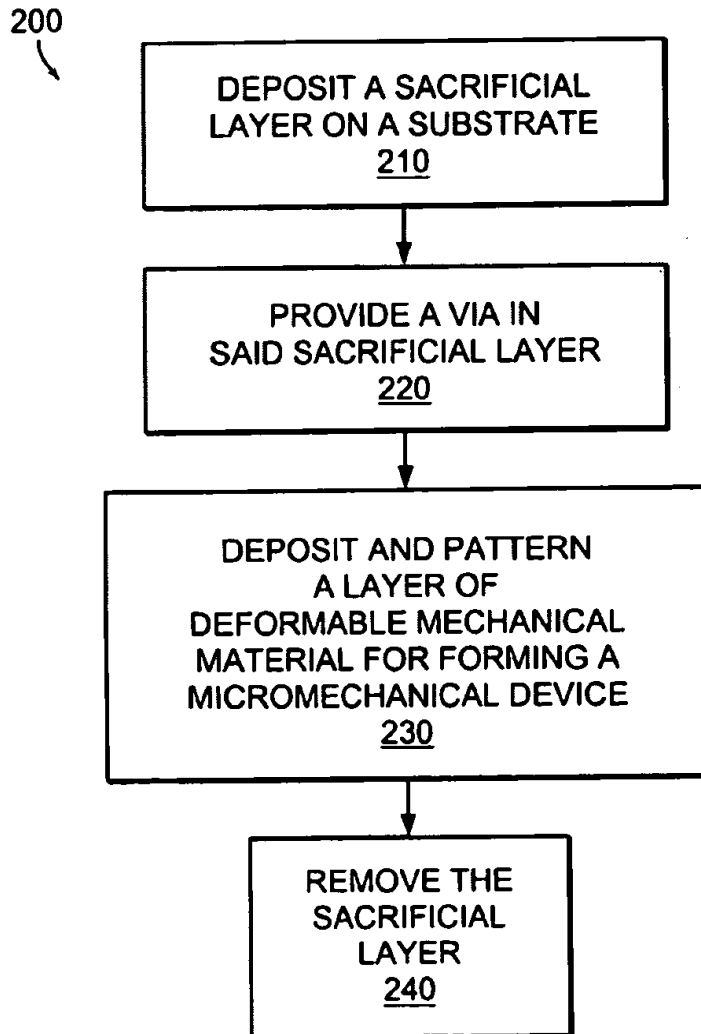 200
DEPOSIT A SACRIFICIAL
LAYER ON A SUBSTRATE
210
PROVIDE A VIA IN
SAID SACRIFICIAL LAYER
220
DEPOSIT AND PATTERN
A LAYER OF
DEFORMABLE MECHANICAL
MATERIAL FOR FORMING A
MICROMECHANICAL DEVICE
230
REMOVE THE
SACRIFICIAL
LAYER
240